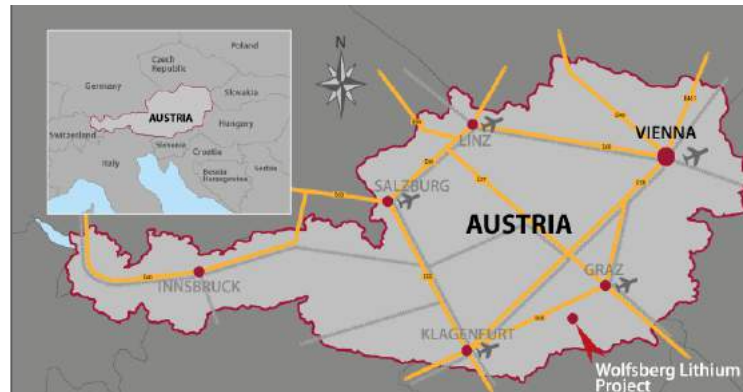 Poland
Czech
Republic
Germany
Slovakia
AUSTRIA
Hungary
Switzerland
Slovenia
Croatia
Italy
Bosnia
Herzegovina
Serbia
N
LINZ
VIENNA
SALZBURG
AUSTRIA
INNSBRUCK
GRAZ
KLAGENFURT
Wolfsberg Lithium
Project